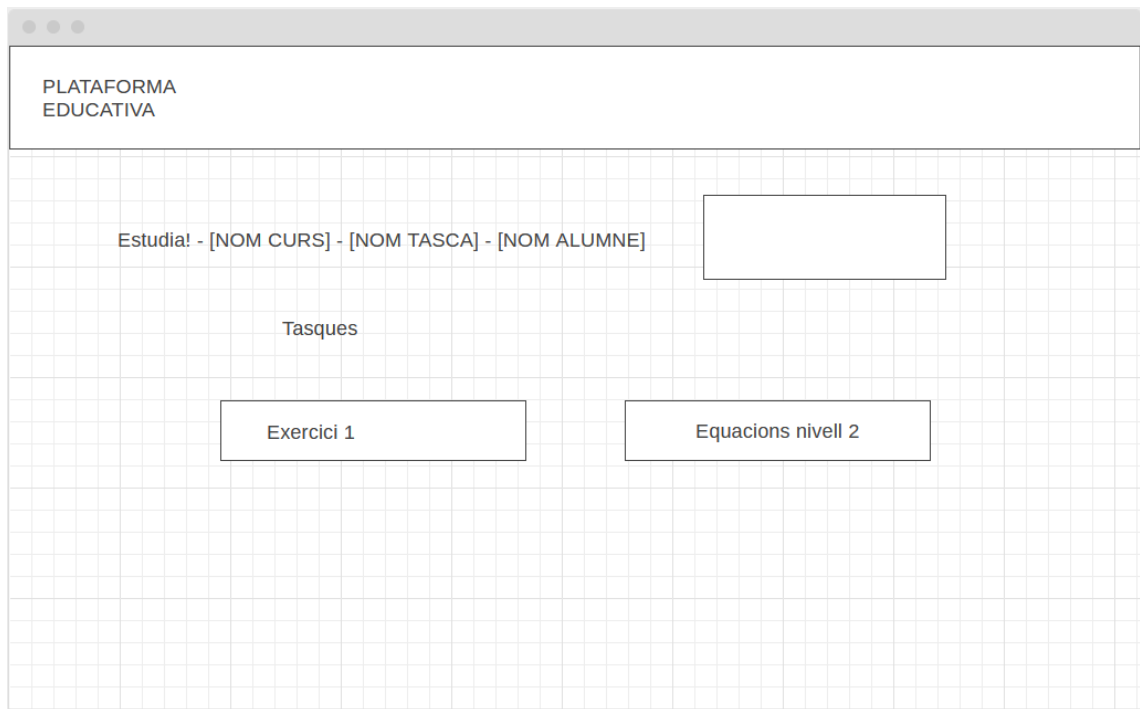 PLATAFORMA
EDUCATIVA
Estudia! - [NOM CURS] - [NOM TASCA] - [NOM ALUMNE]
Tasques
Exercici 1
Equacions nivell 2